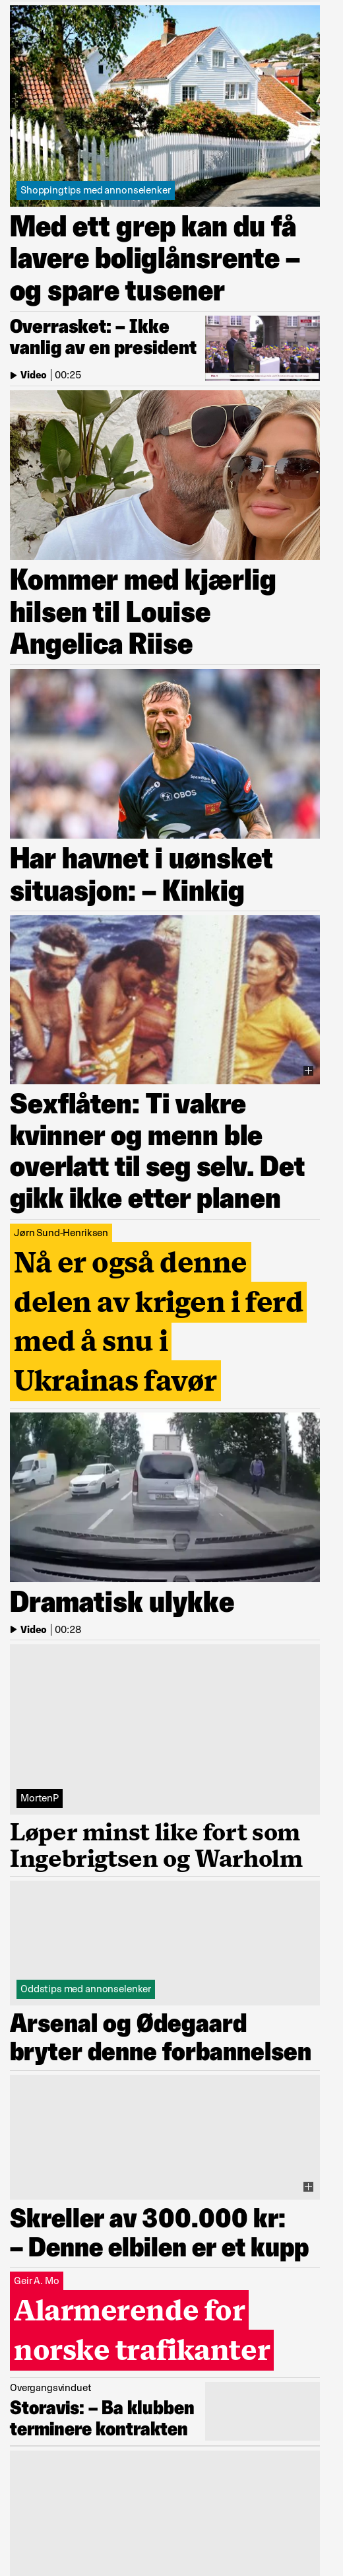 Shoppingtips med annonselenker
Med ett grep kan du få
lavere boliglånsrente –
og spare tusener
Overrasket: – Ikke
vanlig av en president
Video | 00:25
Kommer med kjærlig
hilsen til Louise
Angelica Riise
OBOS
Har havnet i uønsket
situasjon: – Kinkig
Sexflåten: Ti vakre
kvinner og menn ble
overlatt til seg selv. Det
gikk ikke etter planen
Jørn Sund-Henriksen
Nå er også denne
delen av krigen i ferd
med å snu i
Ukrainas favør
Dramatisk ulykke
Video | 00:28
MortenP
Løper minst like fort som
Ingebrigtsen og Warholm
Oddstips med annonselenker
Arsenal og Ødegaard
bryter denne forbannelsen
Skreller av 300.000 kr:
– Denne elbilen er et kupp
Geir A. Mo
Alarmerende for
norske trafikanter
Overgangsvinduet
Storavis: – Ba klubben
terminere kontrakten